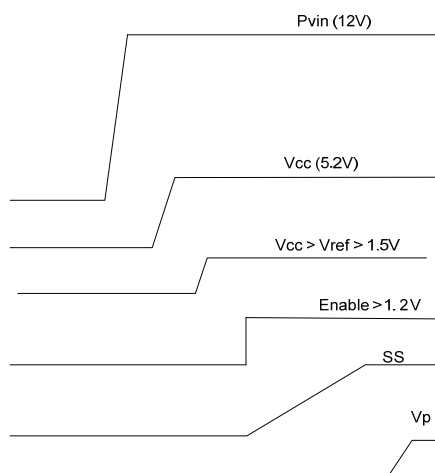 Pvin (12V)
Vcc (5.2V)
Vcc > Vref > 1.5V
Enable > 1.2V
SS
Vp